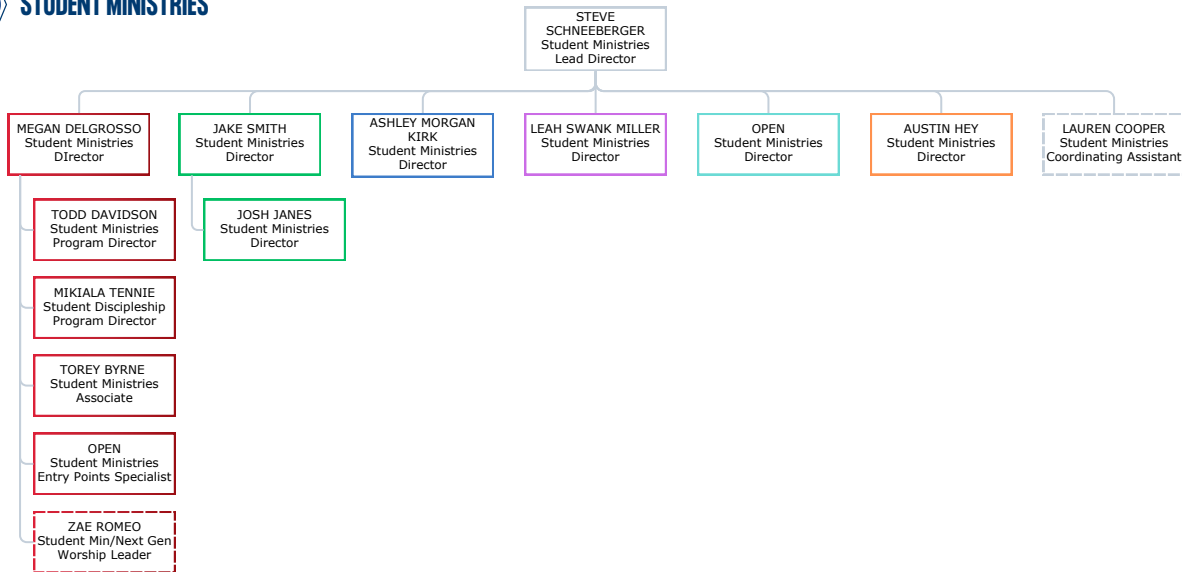 STUDENT MINISTRIES
STEVE
SCHNEEBERGER
Student Ministries
Lead Director
MEGAN DELGROSSO
Student Ministries
DIrector
JAKE SMITH
Student Ministries
Director
ASHLEY MORGAN
KIRK
Student Ministries
Director
LEAH SWANK MILLER
Student Ministries
Director
OPEN
Student Ministries
Director
AUSTIN HEY
Student Ministries
Director
LAUREN COOPER
Student Ministries
Coordinating Assistant
TODD DAVIDSON
Student Ministries
Program Director
JOSH JANES
Student Ministries
Director
MIKIALA TENNIE
Student Discipleship
Program Director
TOREY BYRNE
Student Ministries
Associate
OPEN
Student Ministries
Entry Points Specialist
ZAE ROMEO
Student Min/Next Gen
Worship Leader